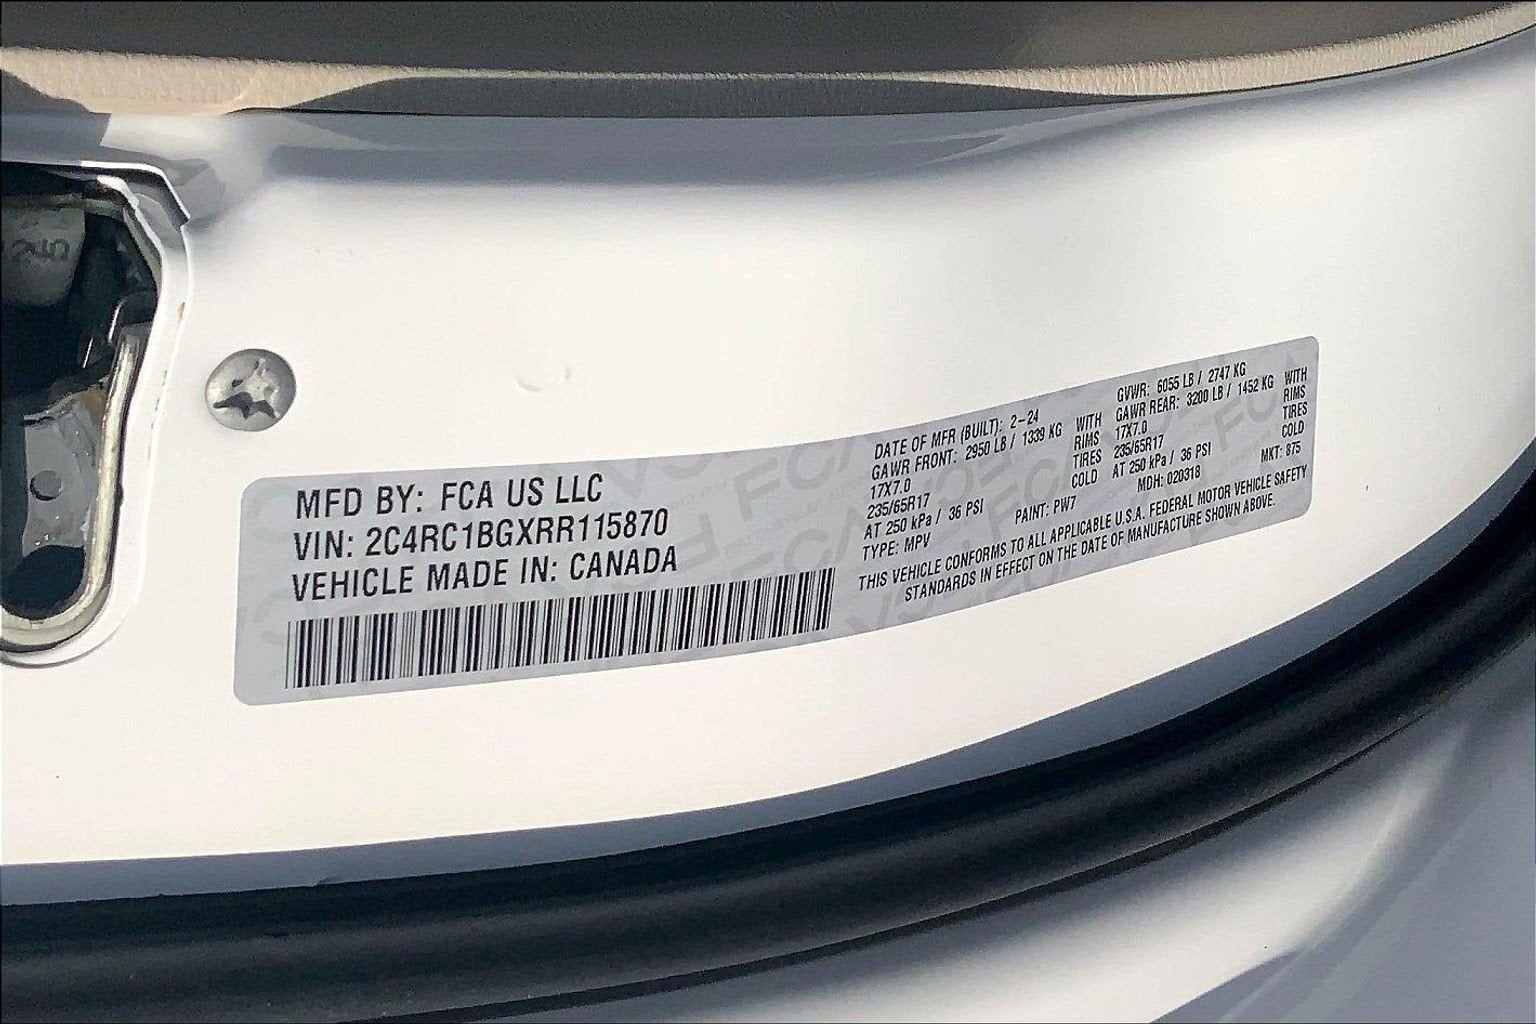 MFD BY: FCA US LLC
VIN: 2C4RC1BGXRR115870
VEHICLE MADE IN: CANADA
DATE OF MFR (BUILT): 2-24
GAWR FRONT: 2950 LB / 1339 KG WITH
17X7.0 RIMS
235/65R17 TIRES
AT 250 kPa / 36 PSI COLD
TYPE: MPV
PAINT: PW7
GVWR: 6055 LB / 2747 KG
GAWR REAR: 3200 LB / 1452 KG WITH
17X7.0 RIMS
235/65R17 TIRES
AT 250 kPa / 36 PSI COLD
MDH: 020318
MKT: 875
THIS VEHICLE CONFORMS TO ALL APPLICABLE U.S.A. FEDERAL MOTOR VEHICLE SAFETY
STANDARDS IN EFFECT ON THE DATE OF MANUFACTURE SHOWN ABOVE.